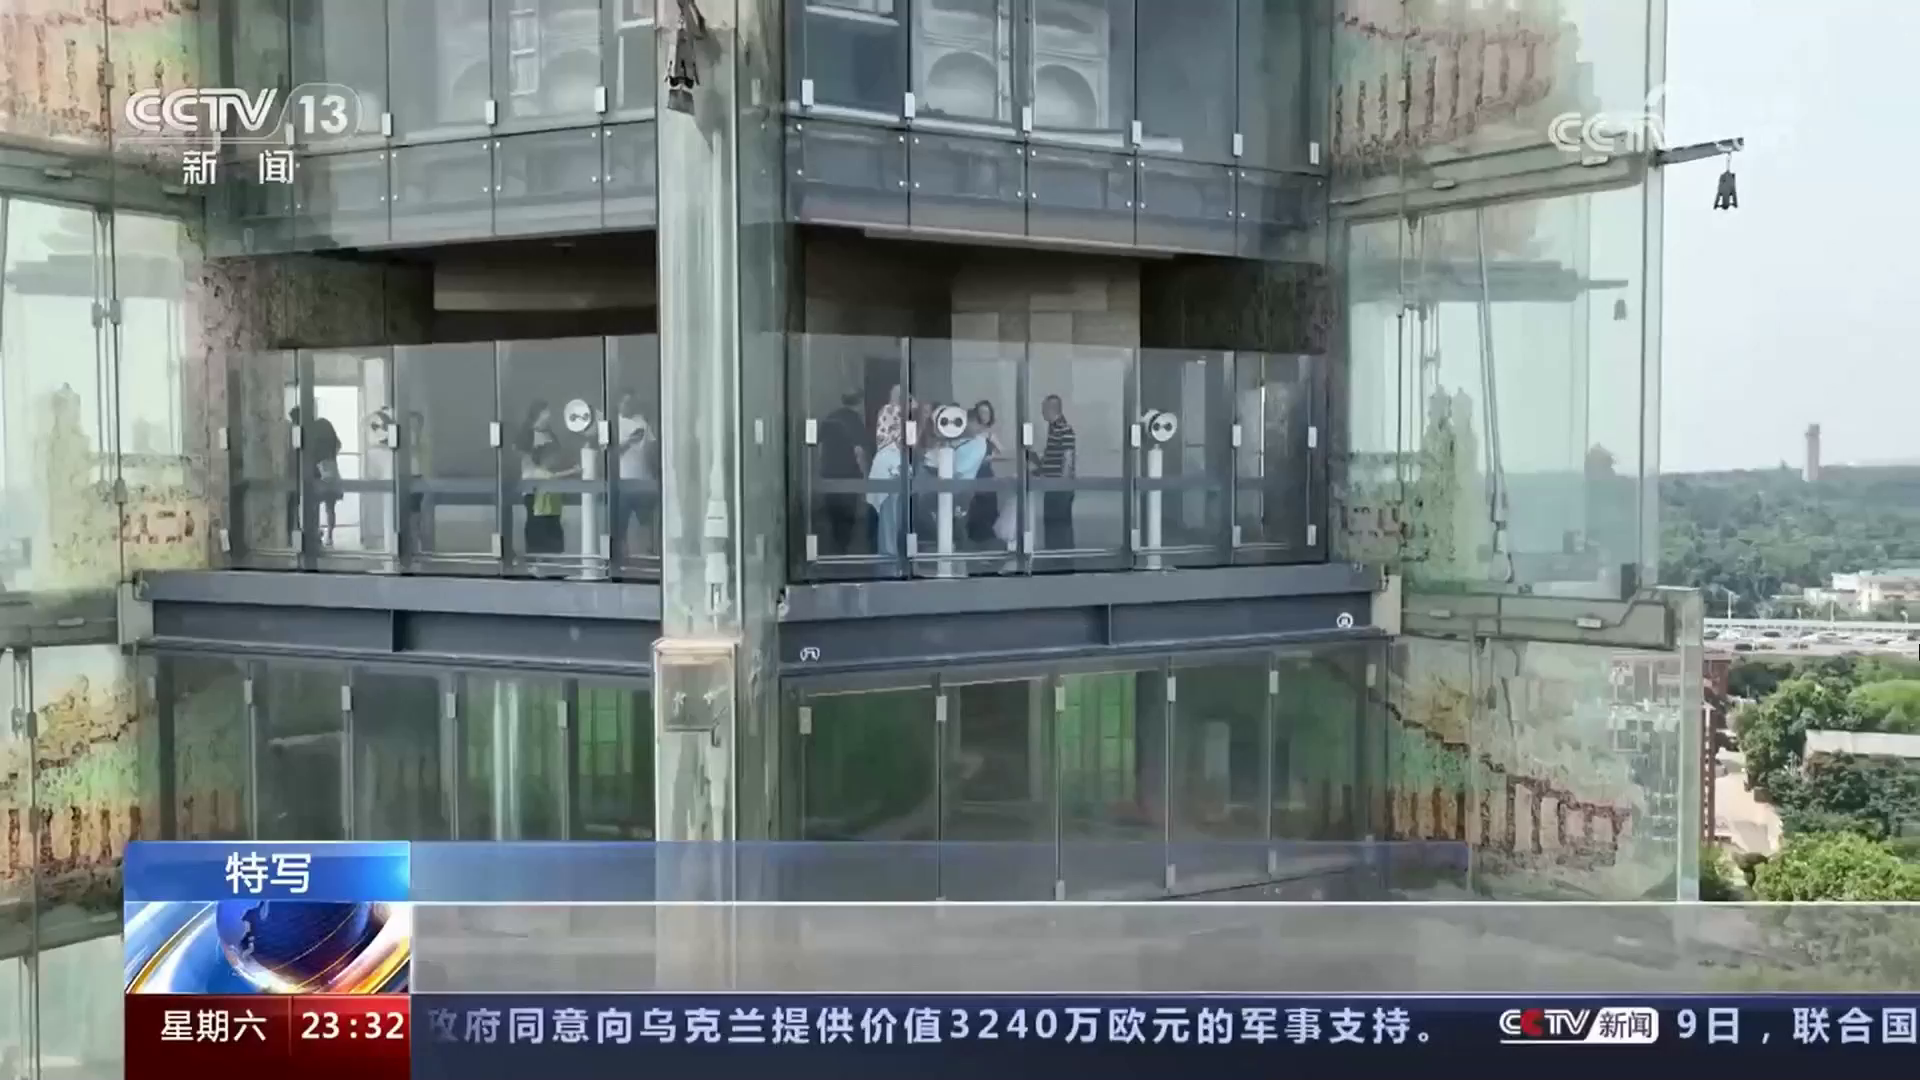 CCTV 13
新闻
CCTV
特写
星期六 23:32
政府同意向乌克兰提供价值3240万欧元的军事支持。 CCTV新闻 9日，联合国